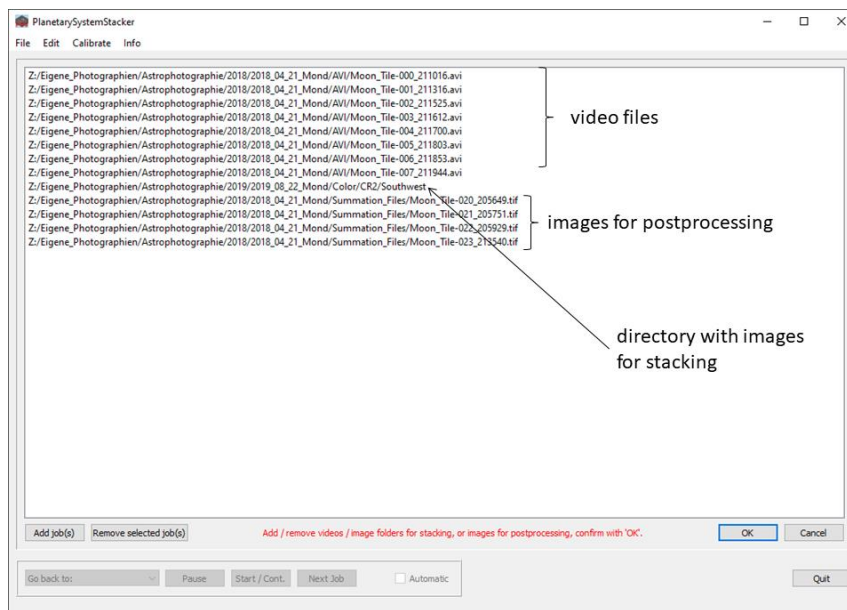 PlanetarySystemStacker
File Edit Calibrate Info
Z:/Eigene_Photographien/Astrophotographie/2018/2018_04_21_Mond/AVI/Moon_Tile-000_211016.avi
Z:/Eigene_Photographien/Astrophotographie/2018/2018_04_21_Mond/AVI/Moon_Tile-001_211316.avi
Z:/Eigene_Photographien/Astrophotographie/2018/2018_04_21_Mond/AVI/Moon_Tile-002_211525.avi
Z:/Eigene_Photographien/Astrophotographie/2018/2018_04_21_Mond/AVI/Moon_Tile-003_211612.avi
Z:/Eigene_Photographien/Astrophotographie/2018/2018_04_21_Mond/AVI/Moon_Tile-004_211700.avi
Z:/Eigene_Photographien/Astrophotographie/2018/2018_04_21_Mond/AVI/Moon_Tile-005_211803.avi
Z:/Eigene_Photographien/Astrophotographie/2018/2018_04_21_Mond/AVI/Moon_Tile-006_211853.avi
Z:/Eigene_Photographien/Astrophotographie/2018/2018_04_21_Mond/AVI/Moon_Tile-007_211944.avi
Z:/Eigene_Photographien/Astrophotographie/2019/2019_08_22_Mond/Color/CR2/Southwest
Z:/Eigene_Photographien/Astrophotographie/2018/2018_04_21_Mond/Summation_Files/Moon_Tile-020_205649.tif
Z:/Eigene_Photographien/Astrophotographie/2018/2018_04_21_Mond/Summation_Files/Moon_Tile-021_205751.tif
Z:/Eigene_Photographien/Astrophotographie/2018/2018_04_21_Mond/Summation_Files/Moon_Tile-022_205929.tif
Z:/Eigene_Photographien/Astrophotographie/2018/2018_04_21_Mond/Summation_Files/Moon_Tile-023_213540.tif
video files
images for postprocessing
directory with images
for stacking
Add job(s) Remove selected job(s) Add / remove videos / image folders for stacking, or images for postprocessing, confirm with 'OK'. OK Cancel
Go back to: Pause Start / Cont. Next Job Automatic Quit